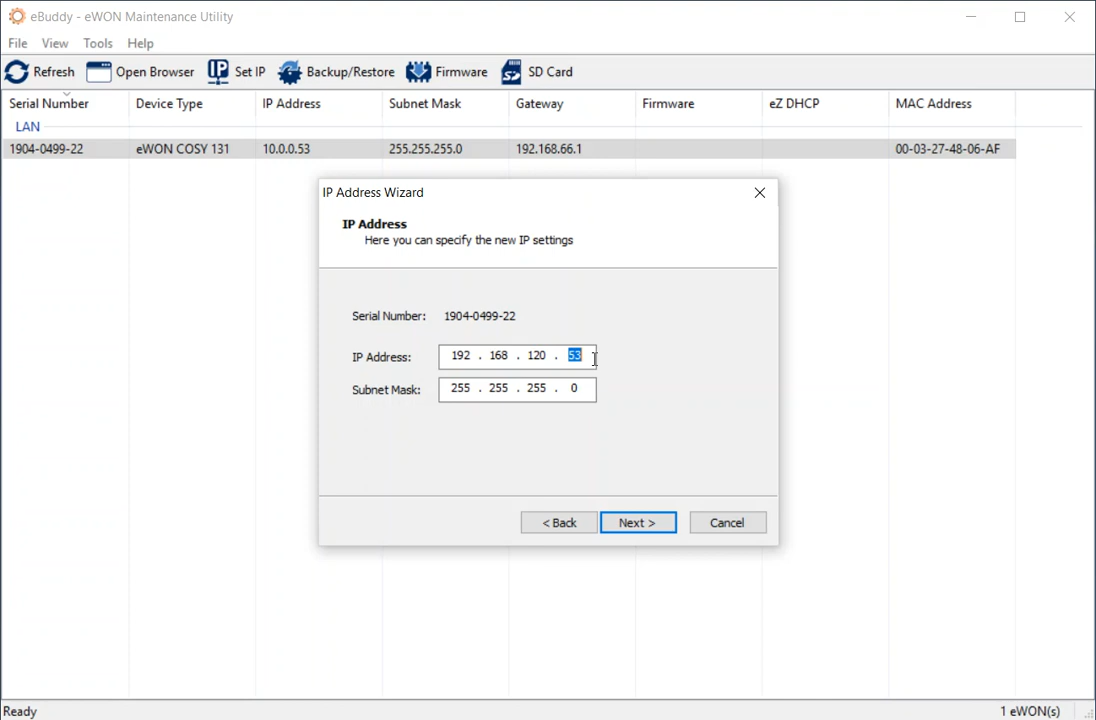 eBuddy - eWON Maintenance Utility
File View Tools Help
Refresh Open Browser IP Set IP Backup/Restore Firmware SD SD Card
Serial Number Device Type IP Address Subnet Mask Gateway Firmware eZ DHCP MAC Address
LAN
1904-0499-22 eWON COSY 131 10.0.0.53 255.255.255.0 192.168.66.1 00-03-27-48-06-AF
IP Address Wizard
IP Address
Here you can specify the new IP settings
Serial Number: 1904-0499-22
IP Address: 192 . 168 . 120 . 53
Subnet Mask: 255 . 255 . 255 . 0
< Back Next > Cancel
Ready 1 eWON(s)